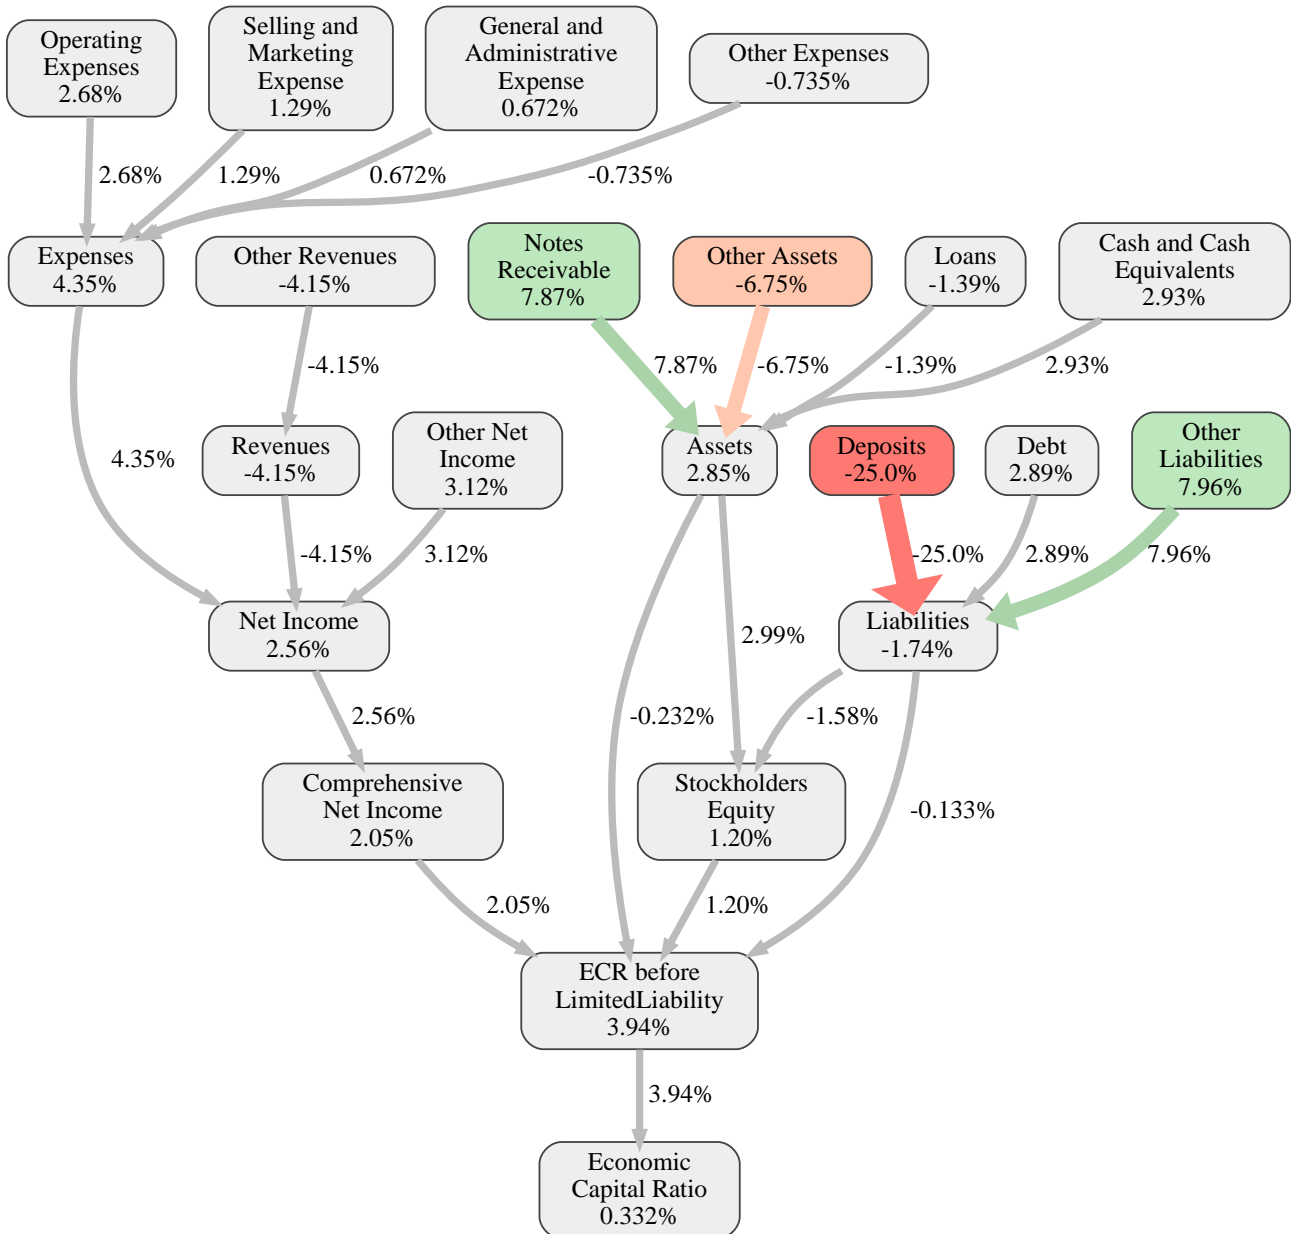 Operating
Expenses
2.68%
Selling and
Marketing
Expense
1.29%
General and
Administrative
Expense
0.672%
Other Expenses
-0.735%
2.68%
1.29%
0.672%
-0.735%
Expenses
4.35%
Other Revenues
-4.15%
Notes
Receivable
7.87%
Other Assets
-6.75%
Loans
-1.39%
Cash and Cash
Equivalents
2.93%
-4.15%
7.87%
-6.75%
-1.39%
2.93%
4.35%
Revenues
-4.15%
Other Net
Income
3.12%
Assets
2.85%
Deposits
-25.0%
Debt
2.89%
Other
Liabilities
7.96%
-4.15%
3.12%
-25.0%
2.89%
7.96%
Net Income
2.56%
2.99%
Liabilities
-1.74%
2.56%
-0.232%
-1.58%
Comprehensive
Net Income
2.05%
Stockholders
Equity
1.20%
-0.133%
2.05%
1.20%
ECR before
LimitedLiability
3.94%
3.94%
Economic
Capital Ratio
0.332%